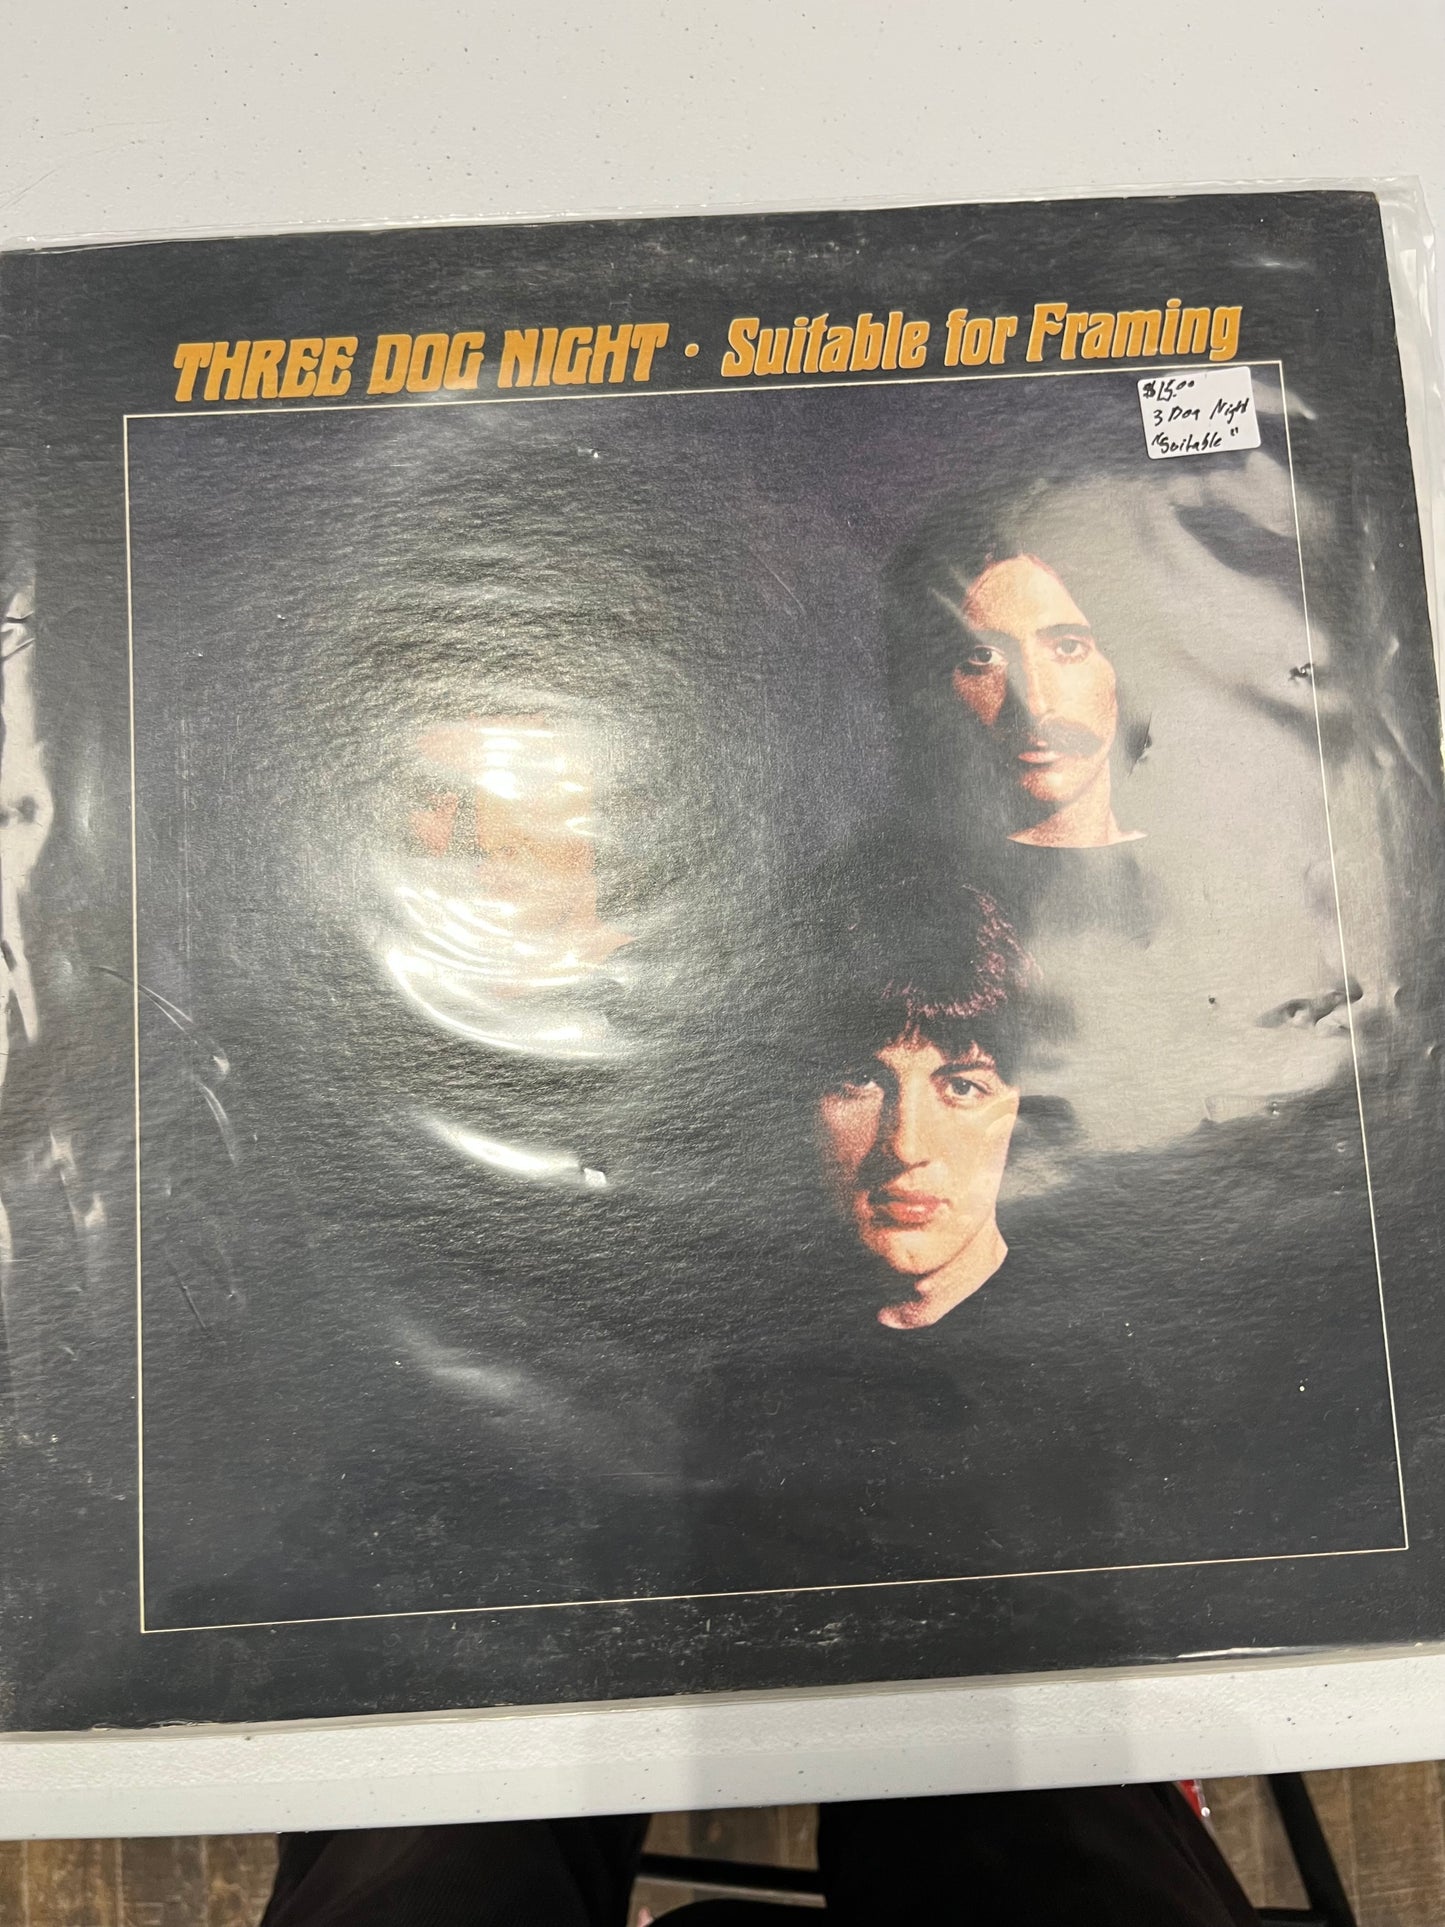 THREE DOG NIGHT • Suitable for Framing
$15.00
3 Dog Night
"Suitable"